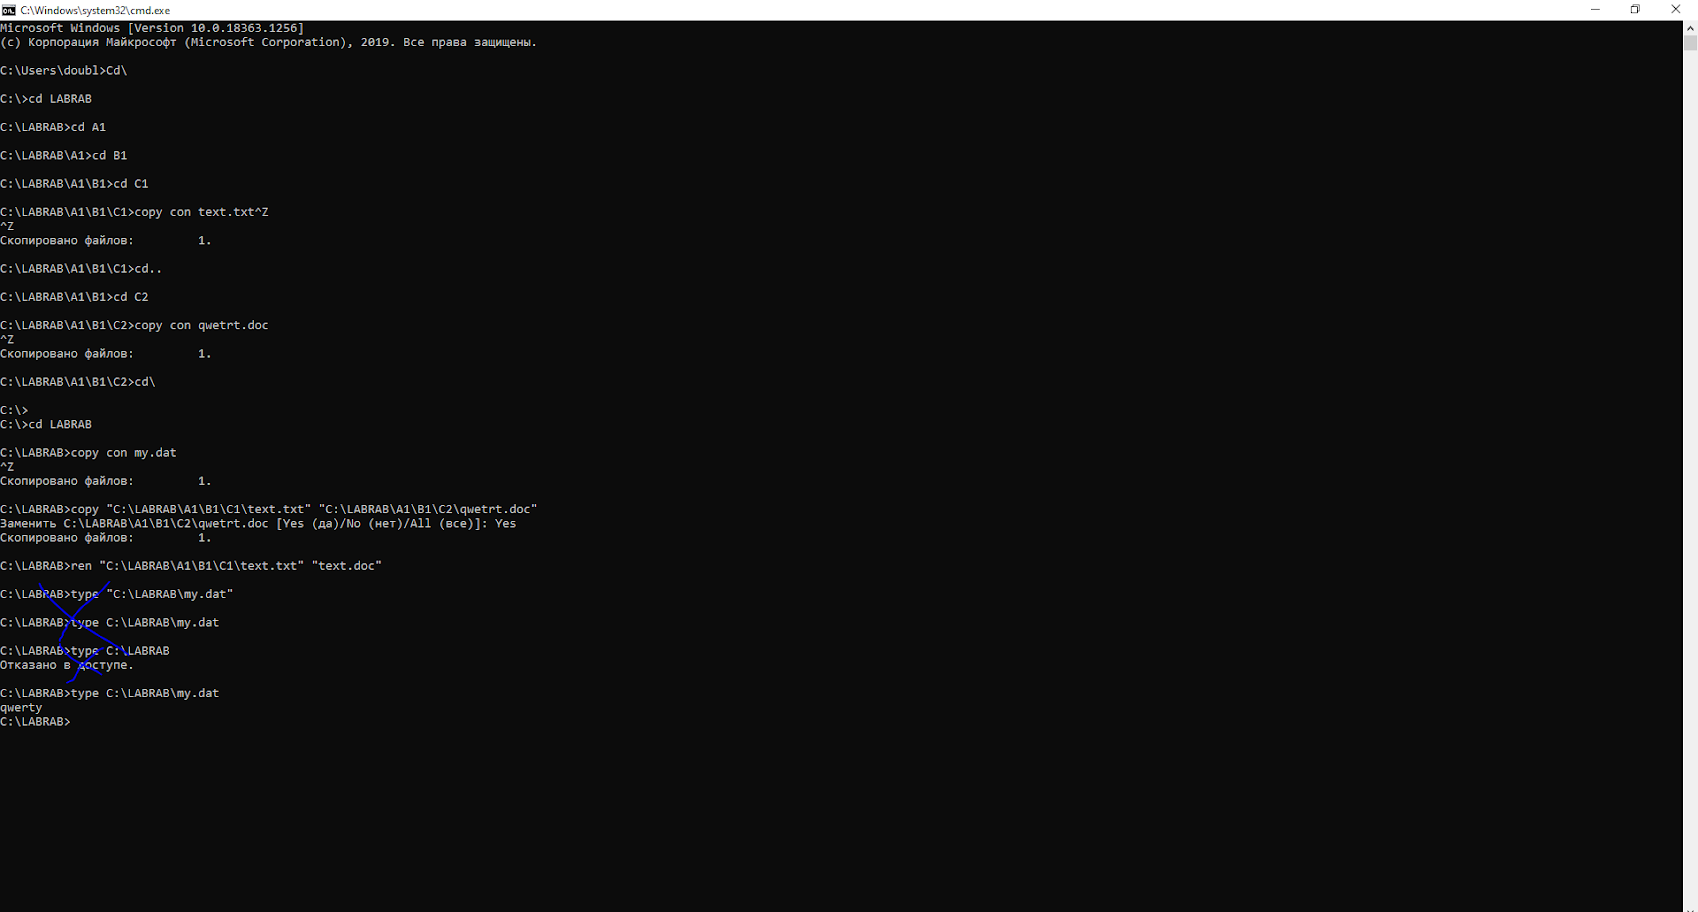 C:\Windows\system32\cmd.exe
Microsoft Windows [Version 10.0.18363.1256]
(c) Корпорация Майкрософт (Microsoft Corporation), 2019. Все права защищены.
C:\Users\doubl>Cd\
C:\>cd LABRAB
C:\LABRAB>cd A1
C:\LABRAB\A1>cd B1
C:\LABRAB\A1\B1>cd C1
C:\LABRAB\A1\B1\C1>copy con text.txt^Z
^Z
Скопировано файлов:         1.
C:\LABRAB\A1\B1\C1>cd..
C:\LABRAB\A1\B1>cd C2
C:\LABRAB\A1\B1\C2>copy con qwetrt.doc
^Z
Скопировано файлов:         1.
C:\LABRAB\A1\B1\C2>cd\
C:\>
C:\>cd LABRAB
C:\LABRAB>copy con my.dat
^Z
Скопировано файлов:         1.
C:\LABRAB>copy "C:\LABRAB\A1\B1\C1\text.txt" "C:\LABRAB\A1\B1\C2\qwetrt.doc"
Заменить C:\LABRAB\A1\B1\C2\qwetrt.doc [Yes (да)/No (нет)/All (все)]: Yes
Скопировано файлов:         1.
C:\LABRAB>ren "C:\LABRAB\A1\B1\C1\text.txt" "text.doc"
C:\LABRAB>type "C:\LABRAB\my.dat"
C:\LABRAB>type C:\LABRAB\my.dat
C:\LABRAB>type C:\LABRAB
Отказано в доступе.
C:\LABRAB>type C:\LABRAB\my.dat
qwerty
C:\LABRAB>